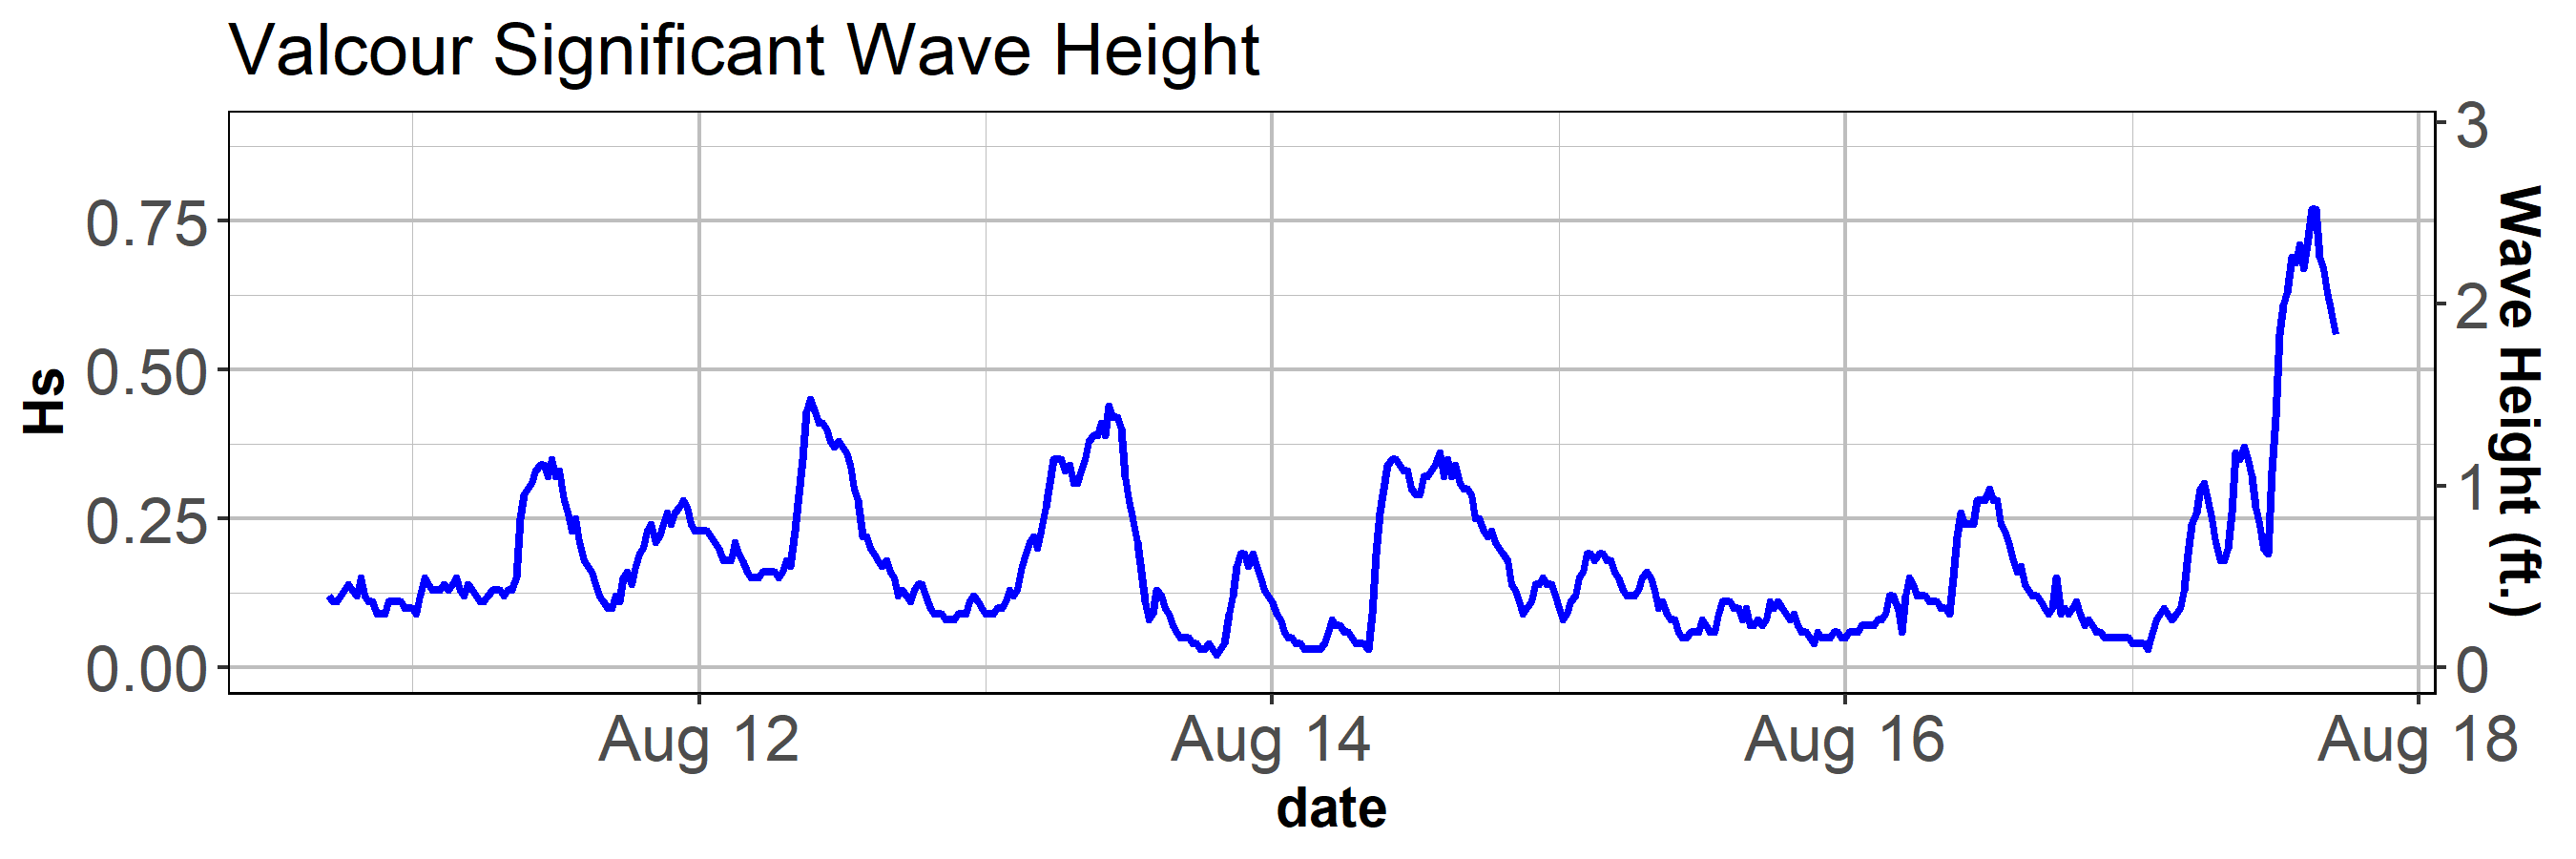 Valcour Significant Wave Height
Hs
0.75
0.50
0.25
0.00
3
2
1
0
Wave Height (ft.)
Aug 12
Aug 14
Aug 16
Aug 18
date